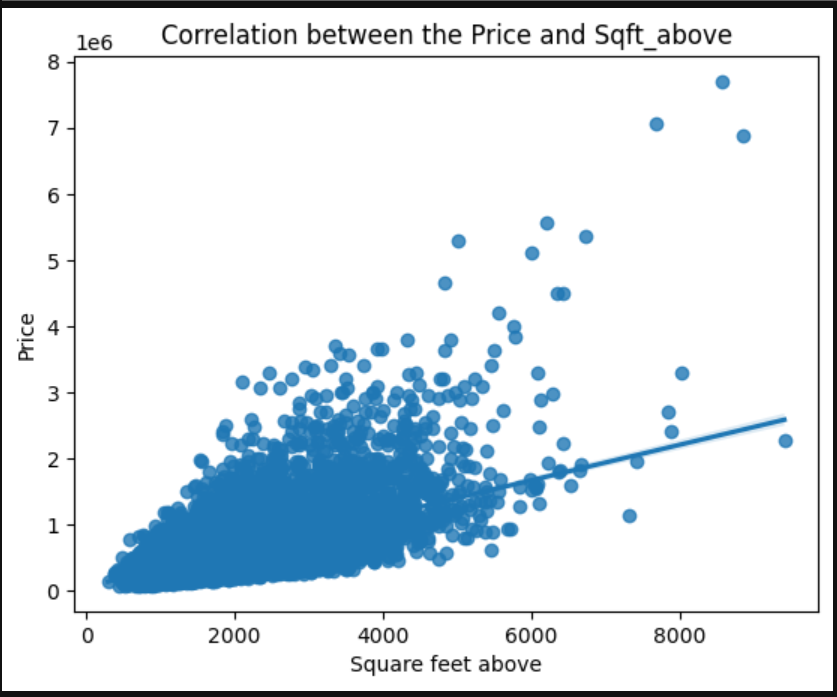 Correlation between the Price and Sqft_above
1e6
8
7
6
5
4
3
2
1
0
Price
0 2000 4000 6000 8000
Square feet above